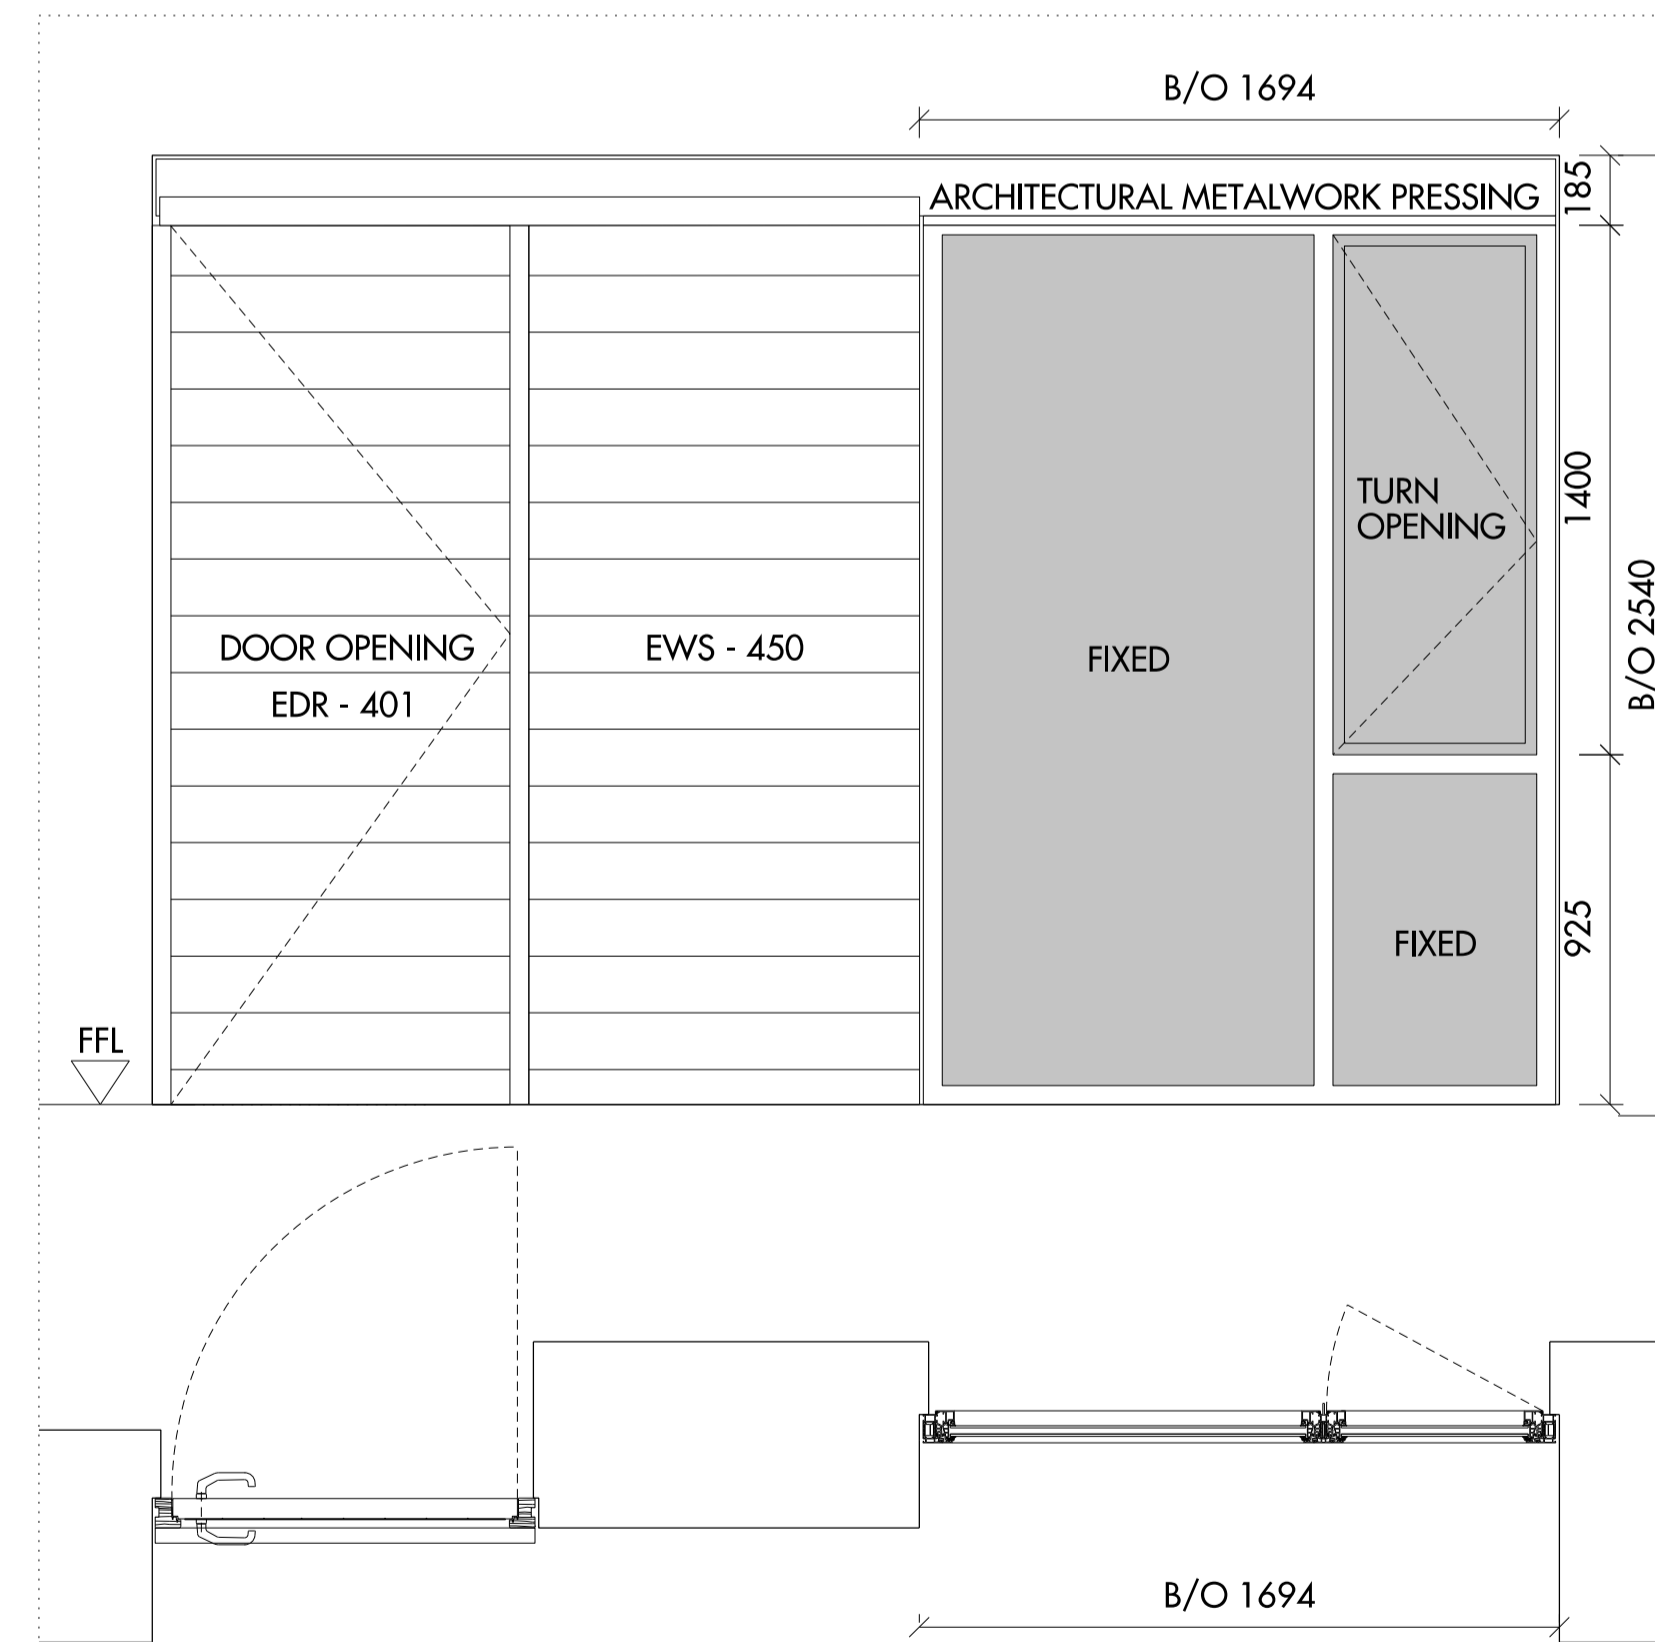 B/O 1694
185
ARCHITECTURAL METALWORK PRESSING
1400
TURN
OPENING
B/O 2540
DOOR OPENING
EWS - 450
FIXED
EDR - 401
925
FIXED
FFL
B/O 1694